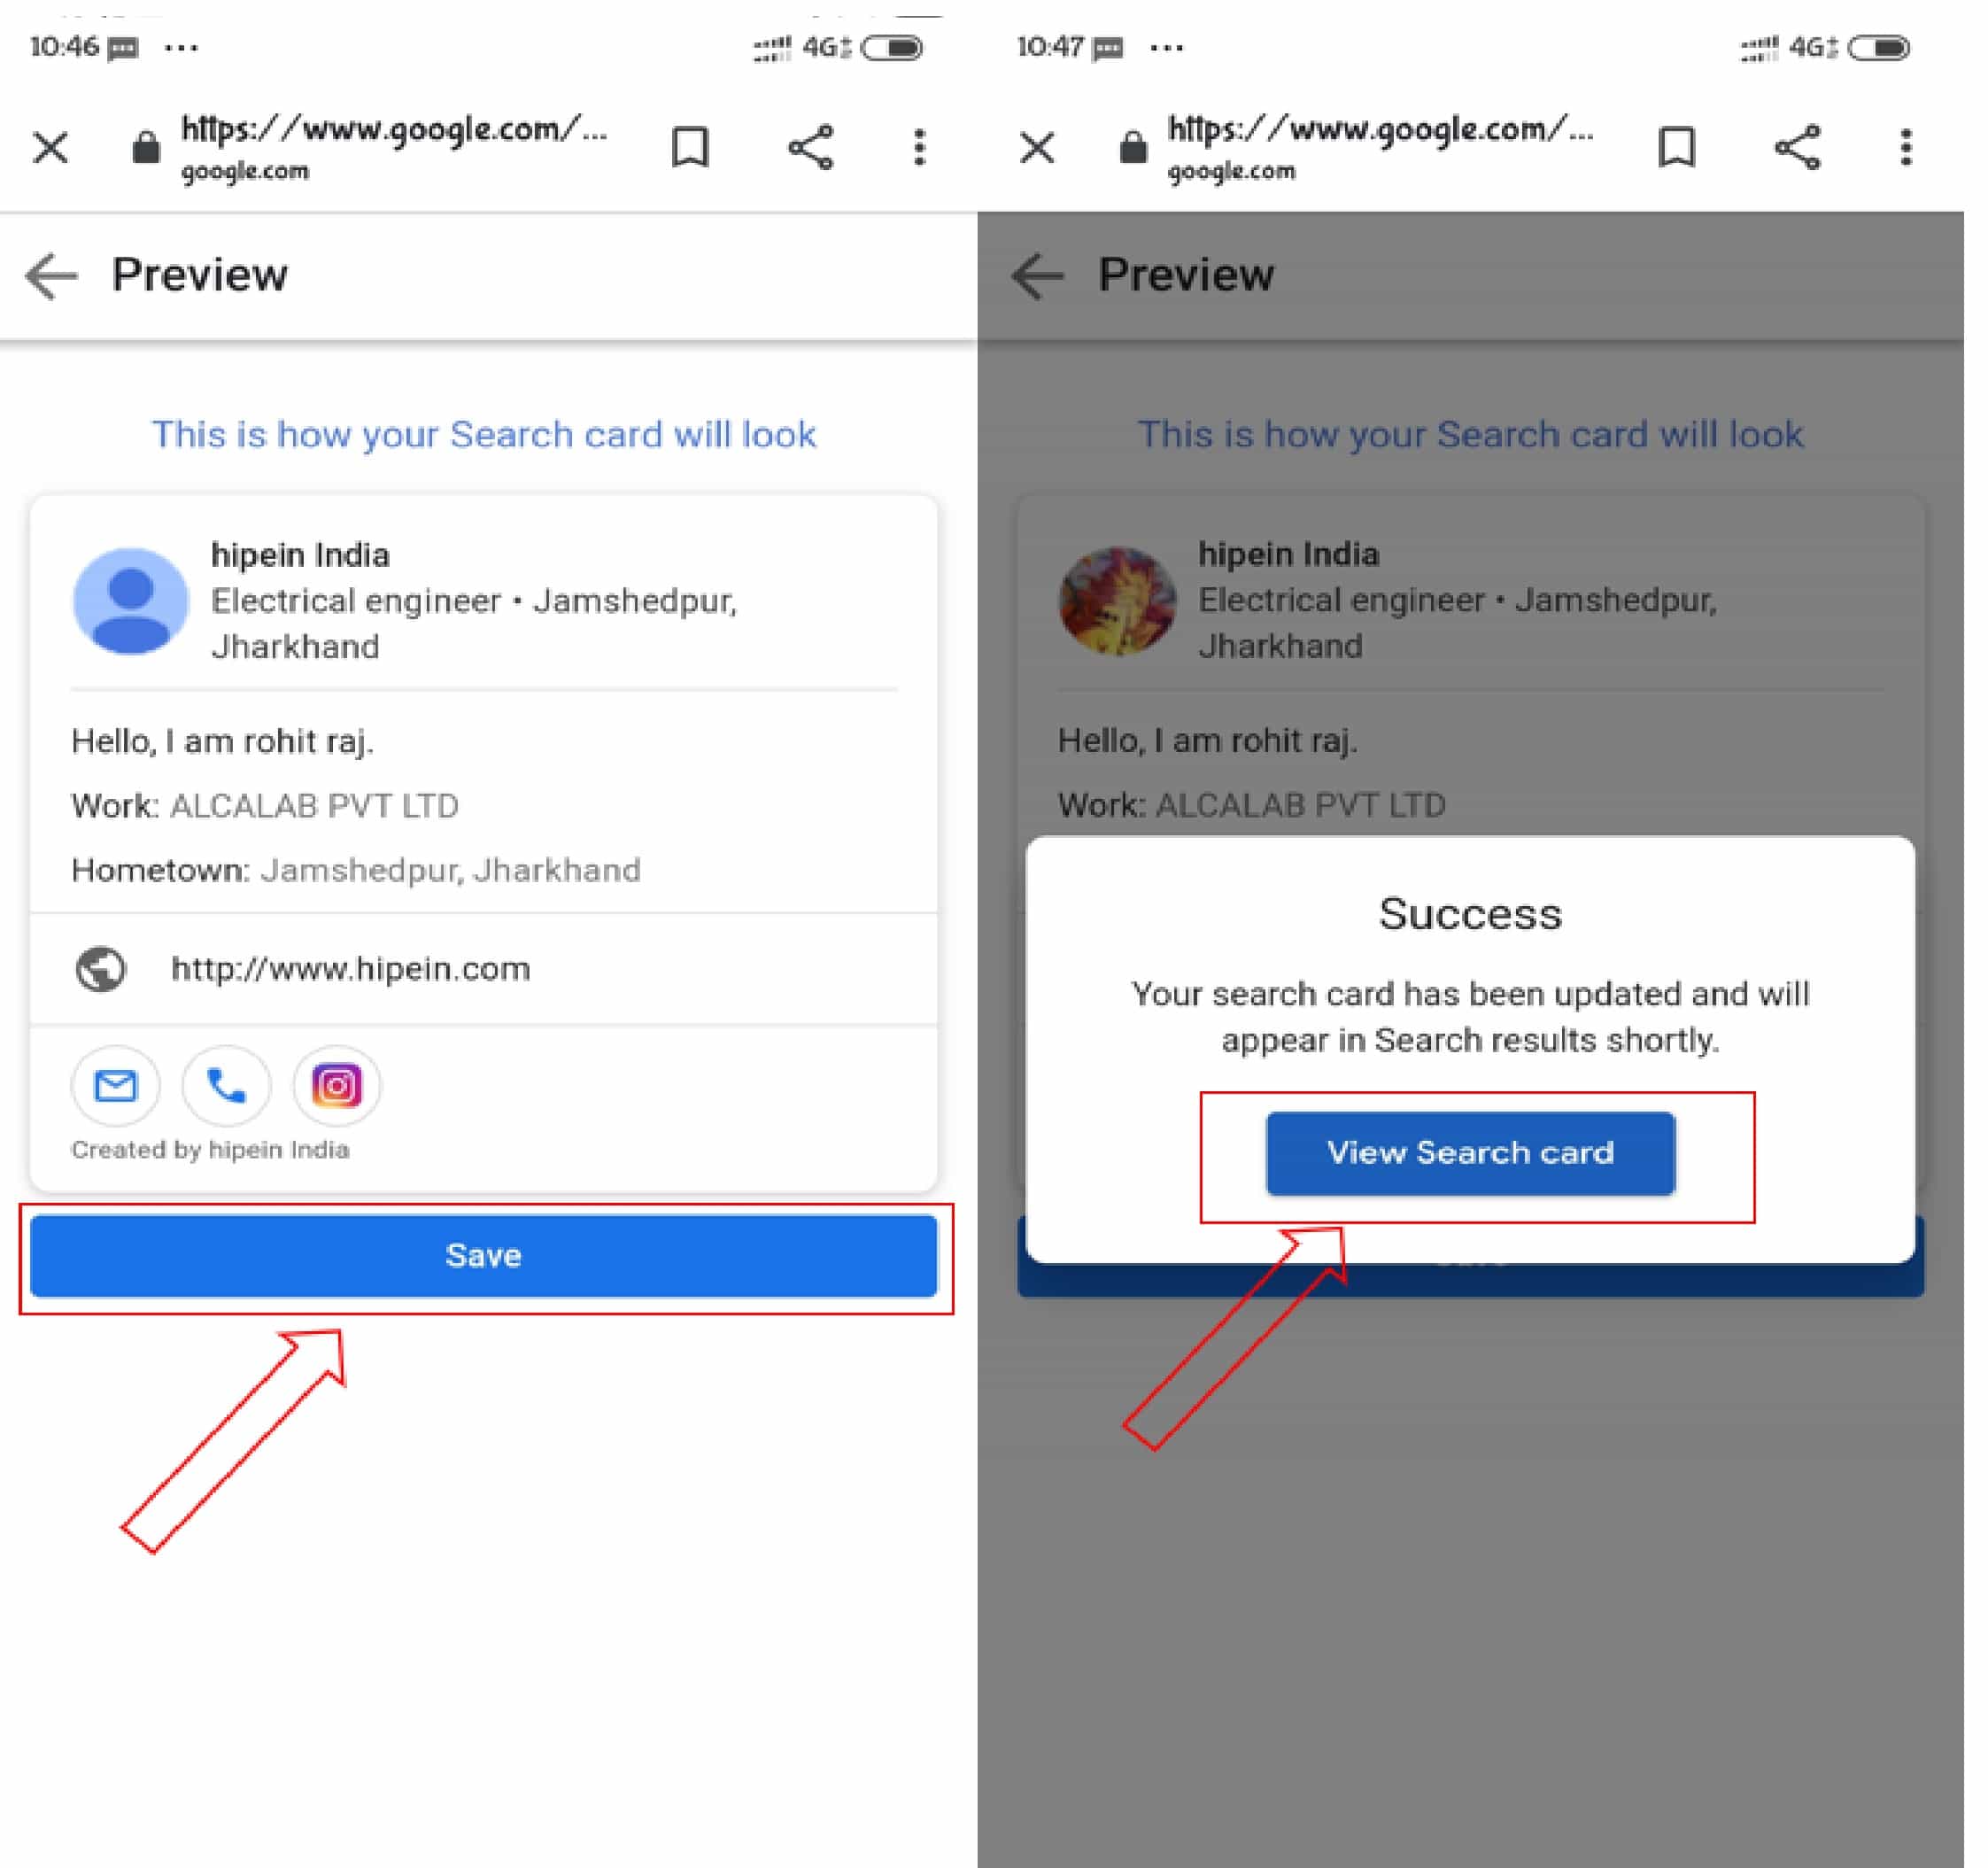 10:46
4G
https://www.google.com/...
google.com
Preview
This is how your Search card will look
hipein India
Electrical engineer • Jamshedpur,
Jharkhand
Hello, I am rohit raj.
Work: ALCALAB PVT LTD
Hometown: Jamshedpur, Jharkhand
http://www.hipein.com
Created by hipein India
Save
10:47
4G
https://www.google.com/...
google.com
Preview
This is how your Search card will look
hipein India
Electrical engineer • Jamshedpur,
Jharkhand
Hello, I am rohit raj.
Work: ALCALAB PVT LTD
Success
Your search card has been updated and will
appear in Search results shortly.
View Search card